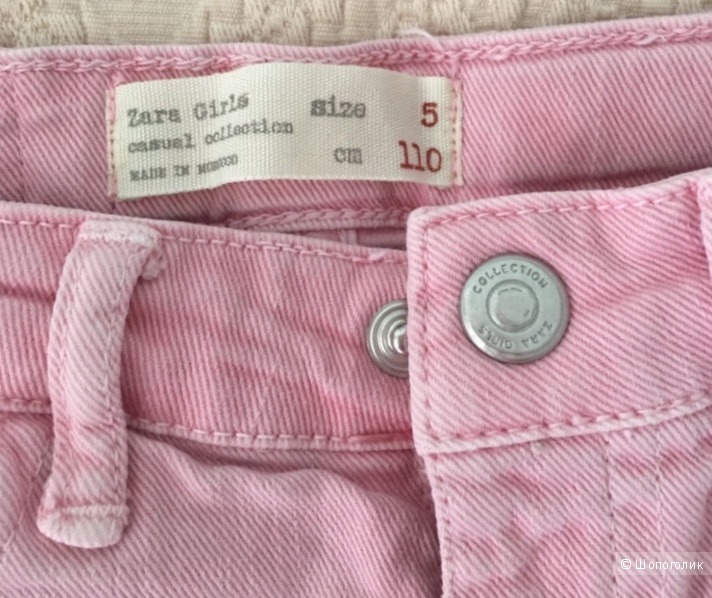 Zara Girls size 5
casual collection
cm 110
MADE IN MOROCCO
COLLECTION
ZARA GIRLS
© Шопоголик